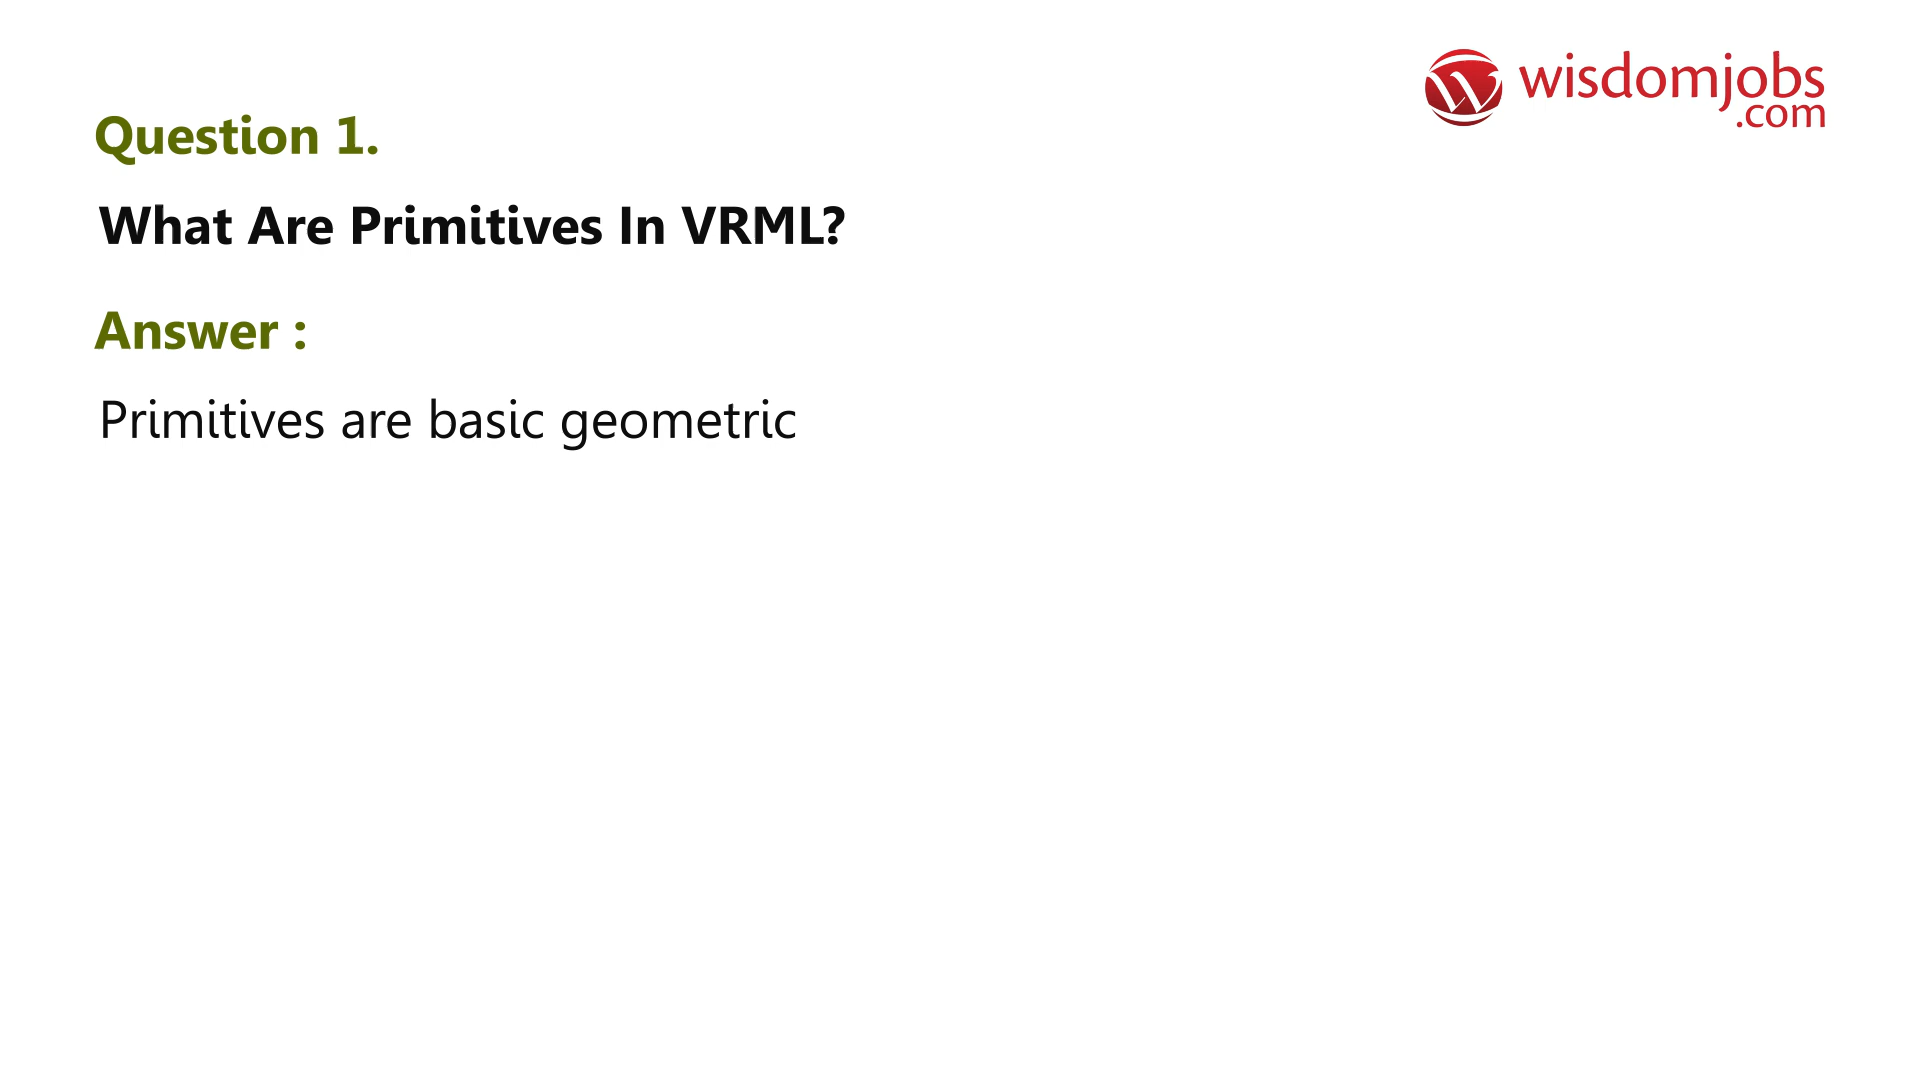 wisdomjobs
.com
Question 1.
What Are Primitives In VRML?
Answer :
Primitives are basic geometric